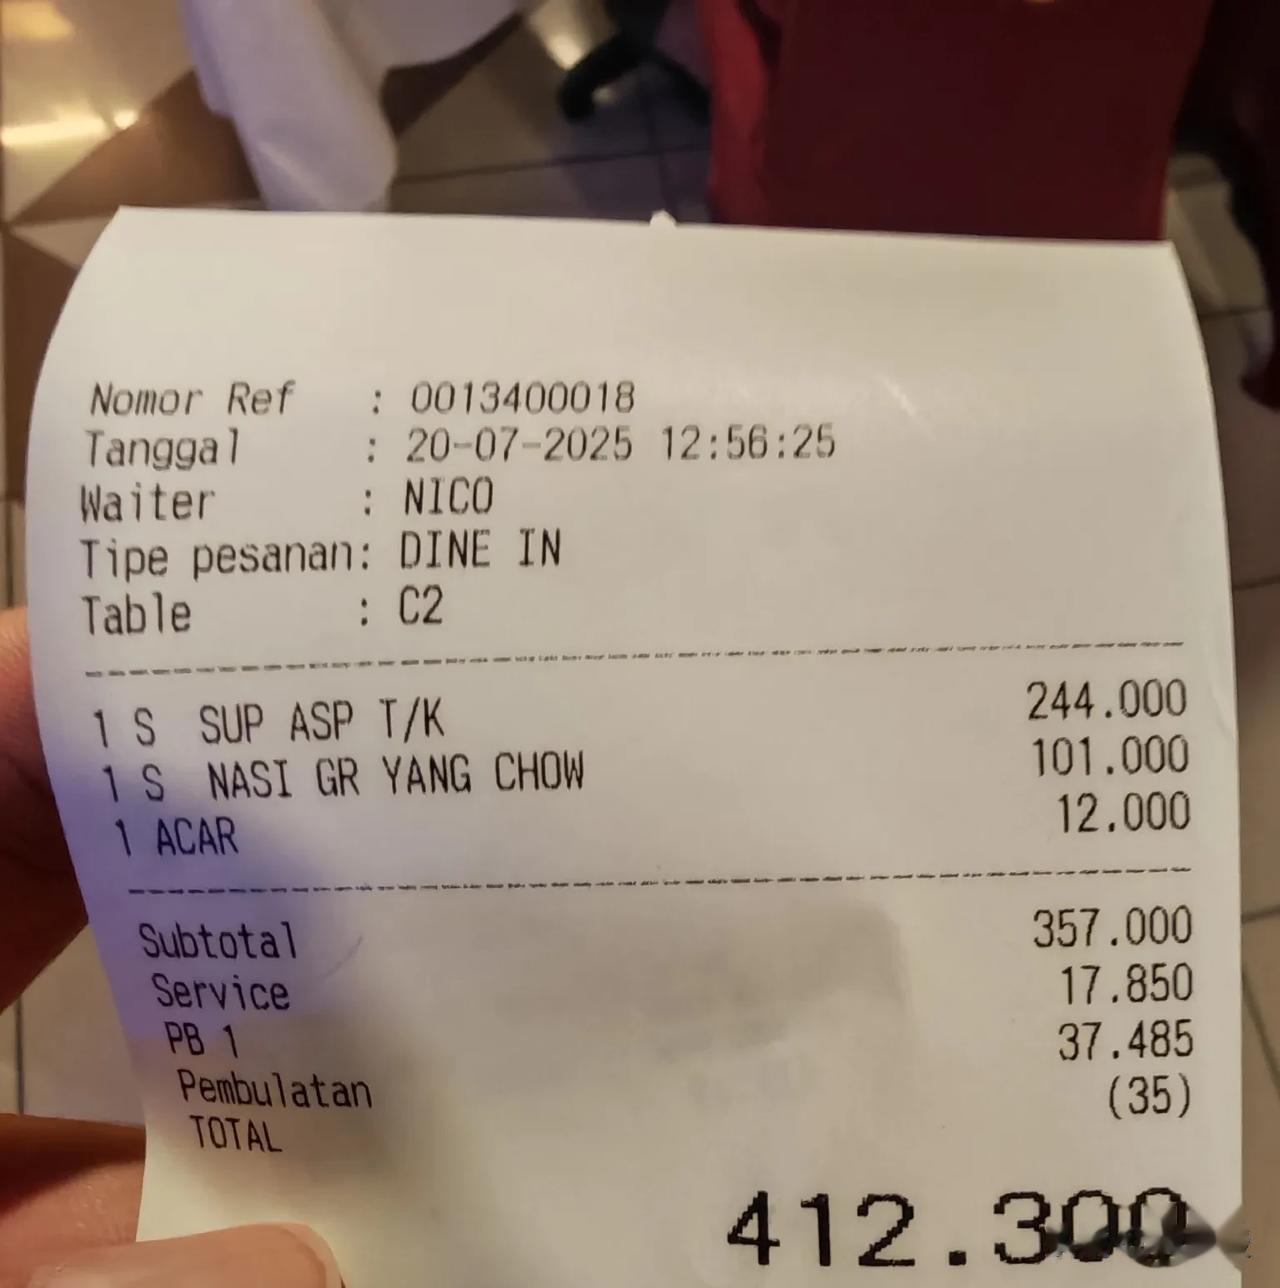 Nomor Ref : 0013400018
Tanggal : 20-07-2025 12:56:25
Waiter : NICO
Tipe pesanan: DINE IN
Table : C2
1 S SUP ASP T/K 244.000
1 S NASI GR YANG CHOW 101.000
1 ACAR 12.000
Subtotal 357.000
Service 17.850
PB 1 37.485
Pembulatan (35)
TOTAL
412.300